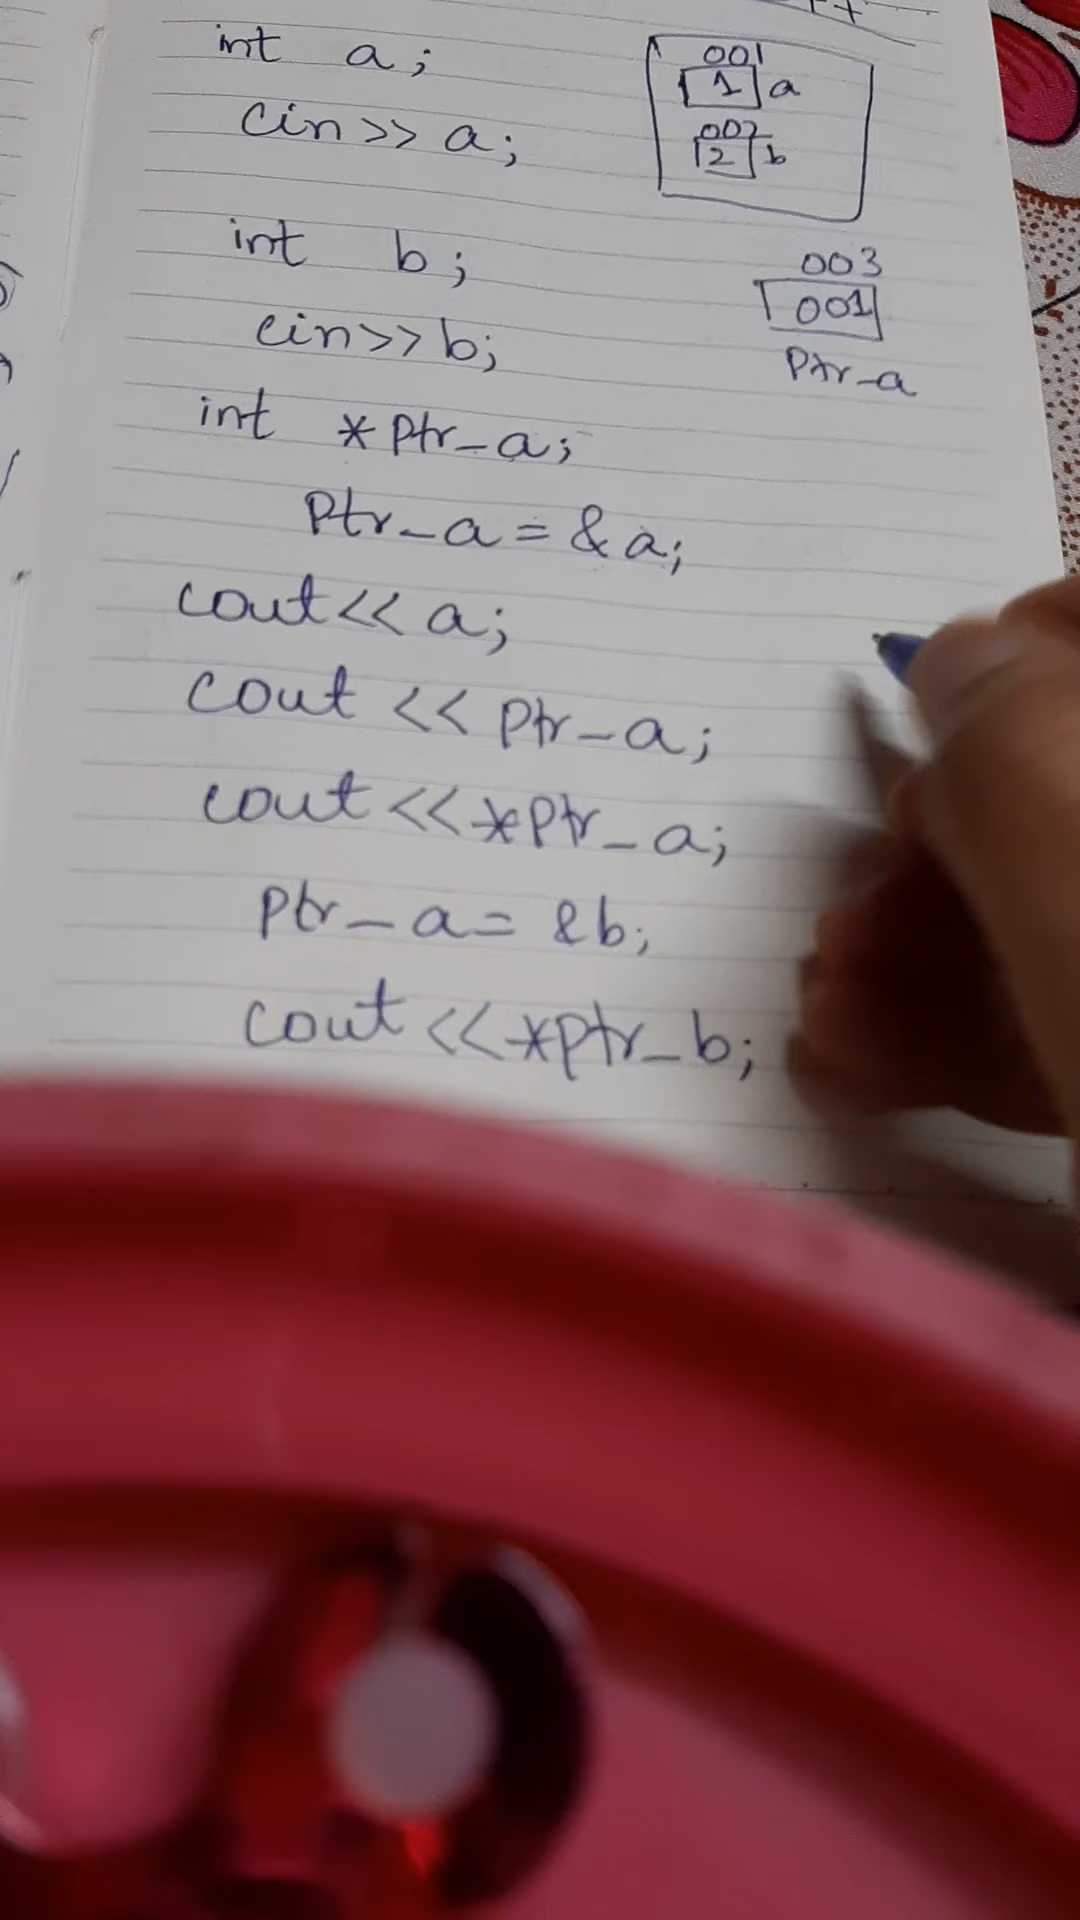 int a;
cin>> a;
int b;
cin>> b;
int *ptr_a;
ptr_a = &a;
cout<< a;
cout << ptr_a;
cout <<*ptr_a;
ptr_a = &b;
cout <<*ptr_b;
001
1 a
002
2 b
003
001
Ptr_a